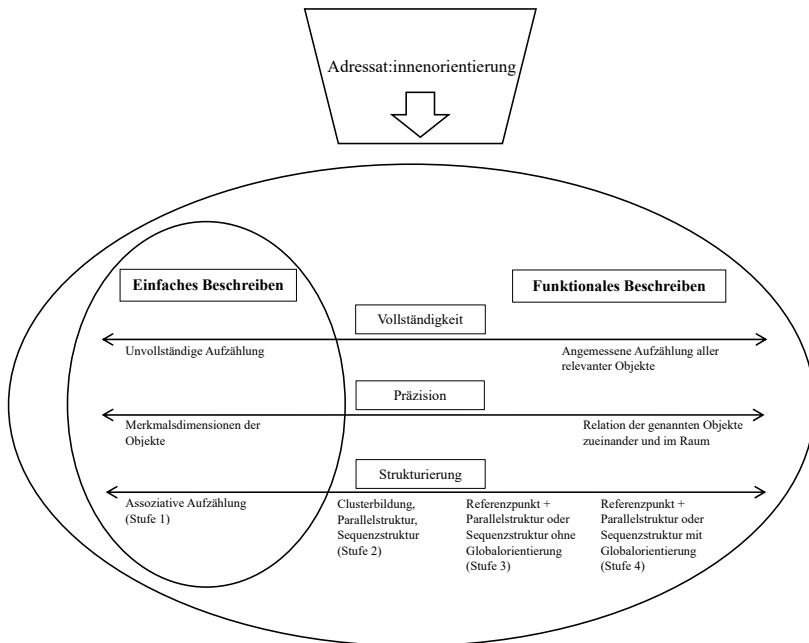 Adressat:innenorientierung
Einfaches Beschreiben
Funktionales Beschreiben
Vollständigkeit
Unvollständige Aufzählung
Angemessene Aufzählung aller
relevanter Objekte
Präzision
Merkmalsdimensionen der
Objekte
Relation der genannten Objekte
zueinander und im Raum
Strukturierung
Assoziative Aufzählung
(Stufe 1)
Clusterbildung,
Parallelstruktur,
Sequenzstruktur
(Stufe 2)
Referenzpunkt +
Parallelstruktur oder
Sequenzstruktur ohne
Globalorientierung
(Stufe 3)
Referenzpunkt +
Parallelstruktur oder
Sequenzstruktur mit
Globalorientierung
(Stufe 4)